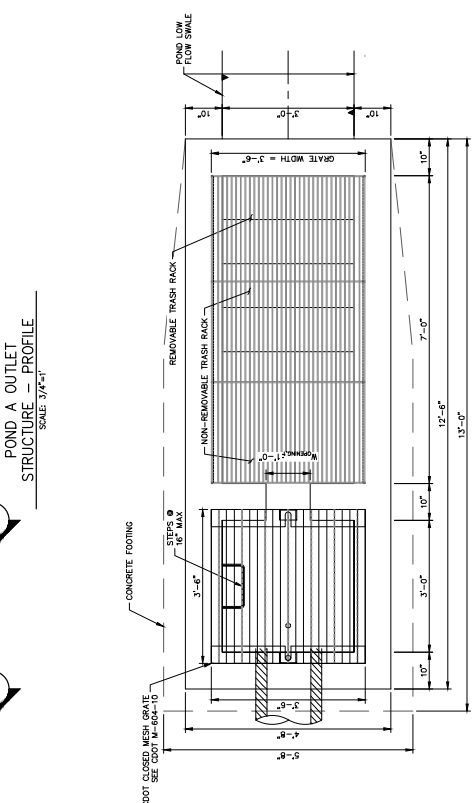 POND A OUTLET
STRUCTURE - PROFILE
SCALE: 3/4"=1'
POND LOW
FLOW SWALE
10"
3'-0"
10"
GRATE WIDTH = 3'-6"
REMOVABLE TRASH RACK
NON-REMOVABLE TRASH RACK
W OPENING, 1'-0"
STEPS @
16" MAX
3'-6"
CONCRETE FOOTING
CDOT CLOSED MESH GRATE
SEE CDOT M-604-10
3'-6"
4'-8"
5'-8"
10"
7'-0"
10"
3'-0"
10"
12'-6"
13'-0"